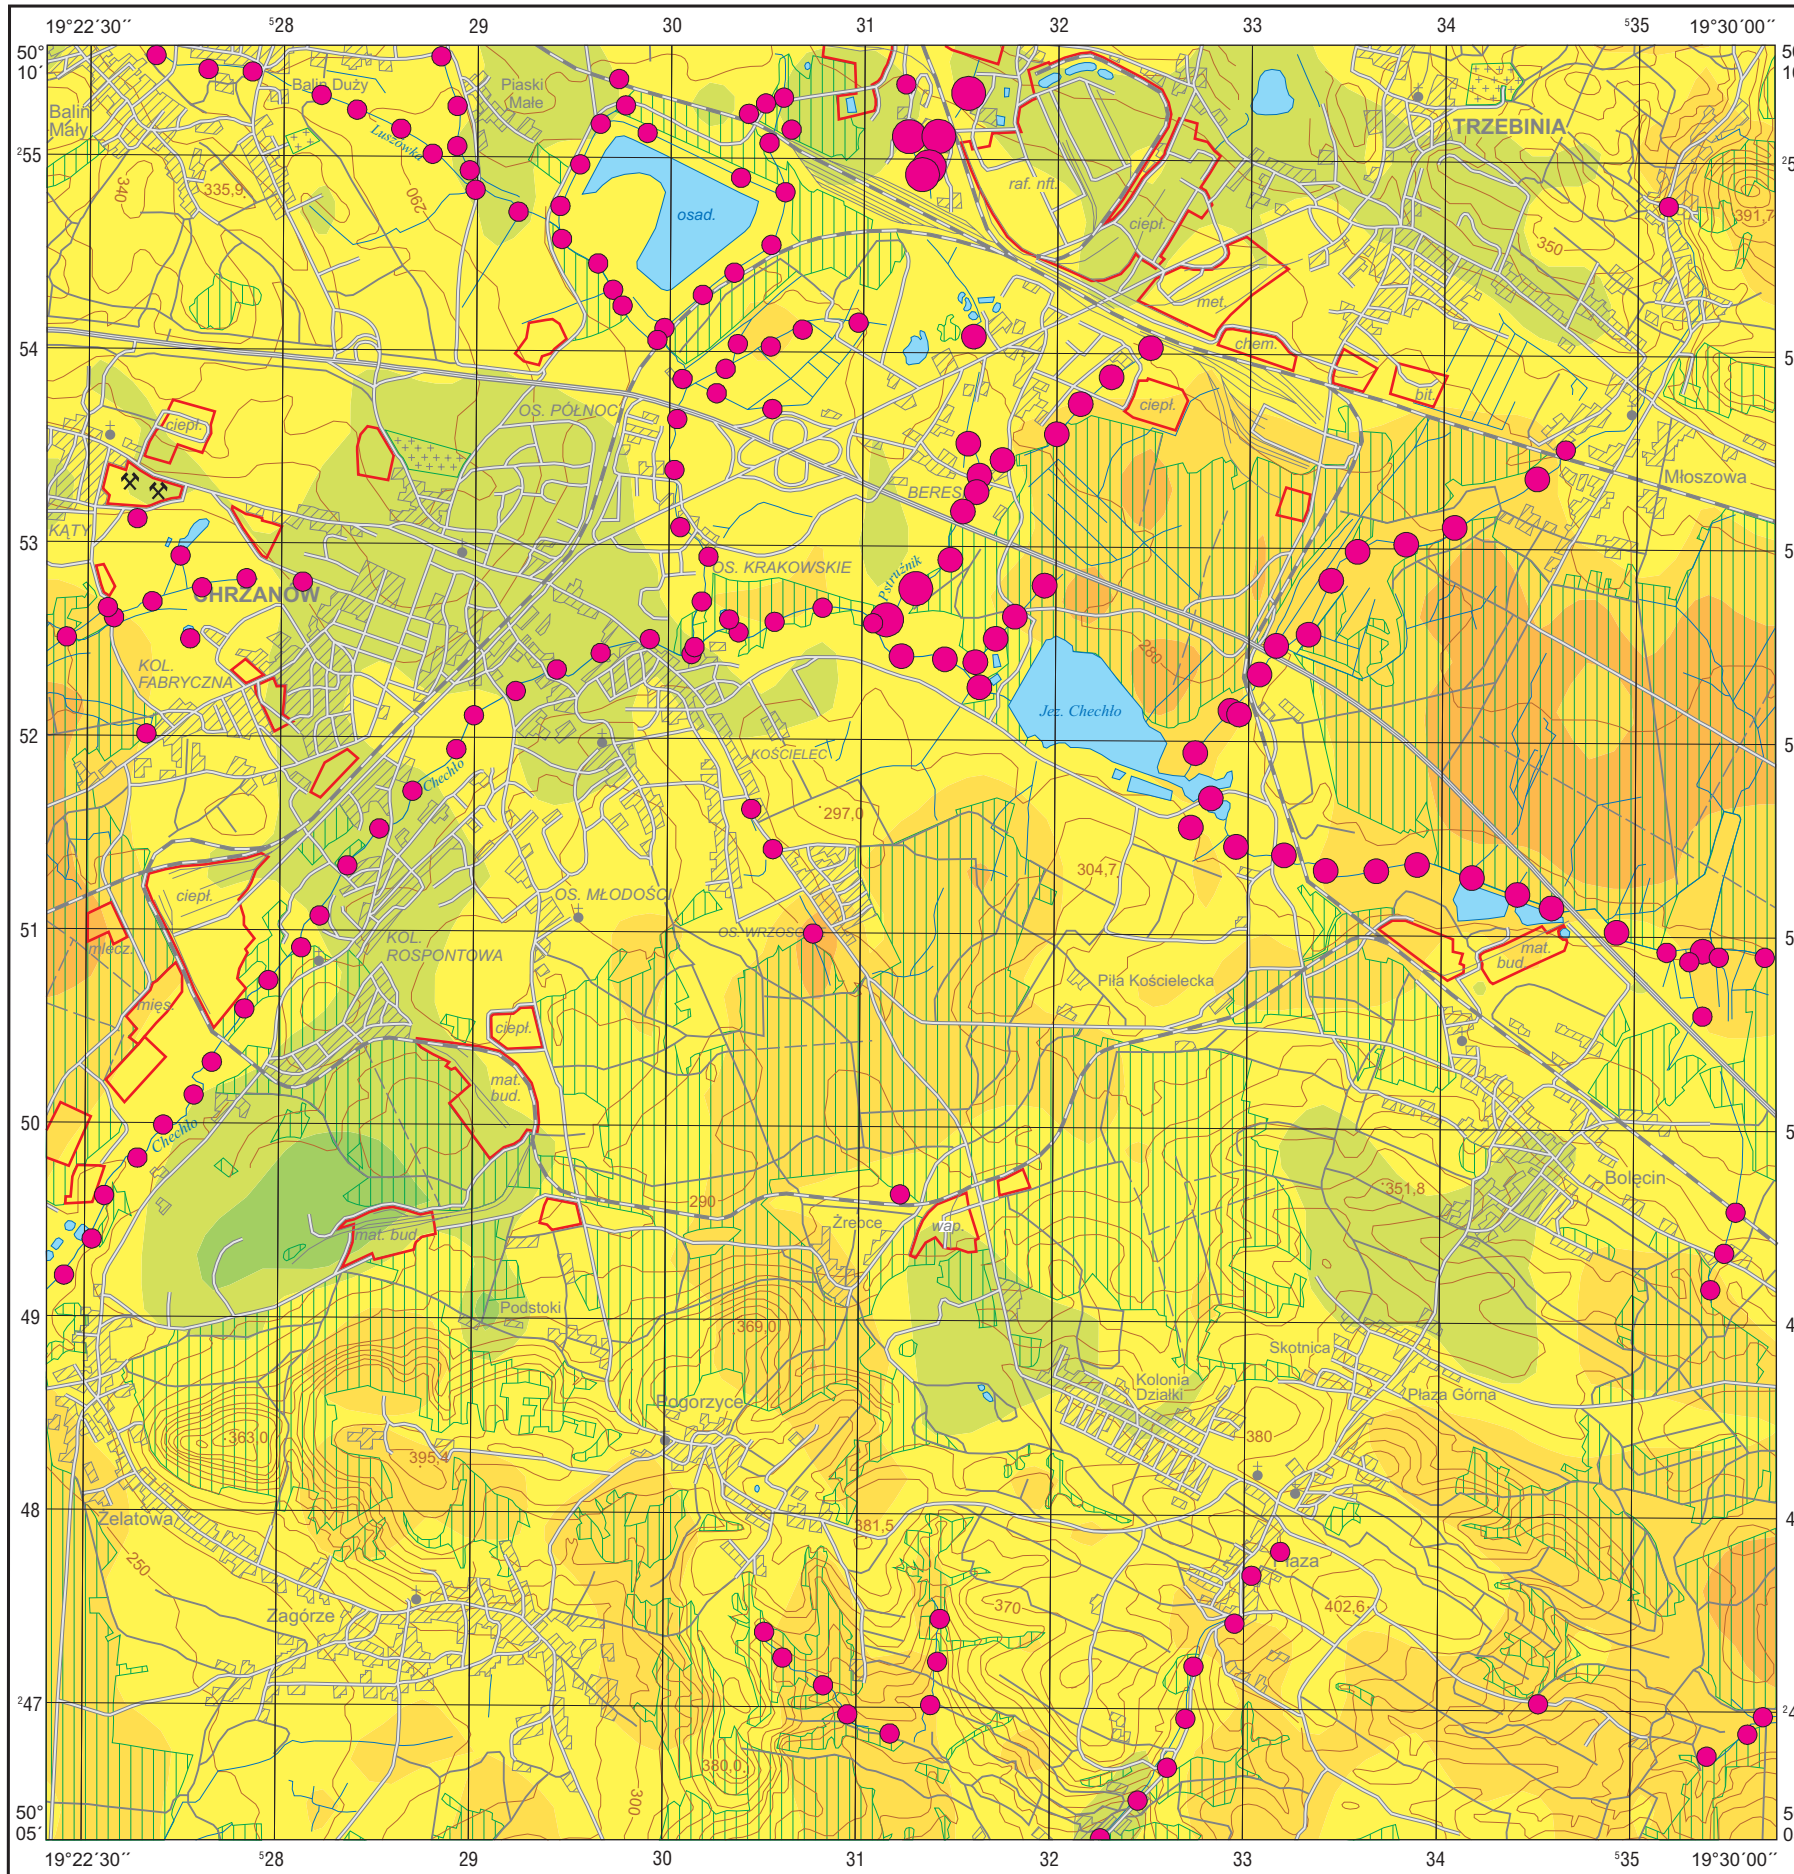 19°22´30´´ ⁵28 29 30 31 32 33 34 ⁵35 19°30´00´´
50°
10´
Balin Duży
Piaski
Małe
Balin
Mały
TRZEBINIA
Luszówka
²55
340
335,9
290
osad.
raf. nft.
ciepł.
391,7
350
met.
54
chem.
OS. PÓŁNOC
ciepł.
bit.
ciepł.
Młoszowa
KĄTY
53
OS. KRAKOWSKIE
Pstrużnik
CHRZANÓW
280
KOL.
FABRYCZNA
Jez. Chechło
52
KOŚCIELEC
Chechło
297,0
304,7
ciepł.
OS. MŁODOŚCI
51
mlecz.
KOL.
ROSPONTOWA
mat.
bud.
Piła Kościelecka
mięs.
ciepł.
mat.
bud.
50
Chechło
Bolęcin
351,8
290
Żrebce
wap.
mat. bud.
49
Podstoki
369,0
Skotnica
Kolonia
Działki
Płaza Górna
Pogorzyce
363,0
395,4
380
48
Żelatowa
381,5
250
Płaza
Zagórze
370
402,6
²47
380,0
300
50°
05´
19°22´30´´ ⁵28 29 30 31 32 33 34 ⁵35 19°30´00´´